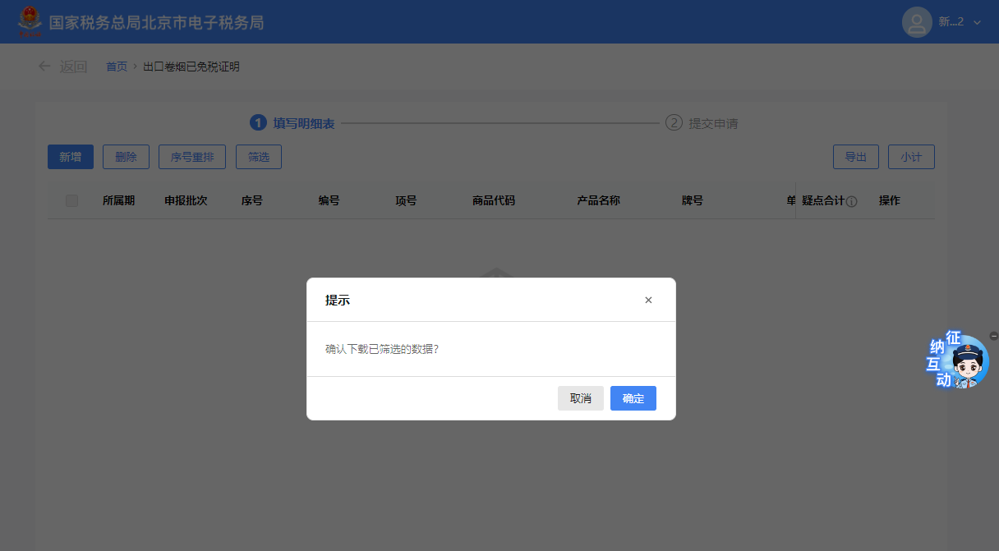 国家税务总局北京市电子税务局
新...2
返回 首页 › 出口卷烟已免税证明
1 填写明细表 2 提交申请
新增 删除 序号重排 筛选 导出 小计
所属期 申报批次 序号 编号 项号 商品代码 产品名称 牌号 单 疑点合计 操作
提示
确认下载已筛选的数据?
取消 确定
征纳互动